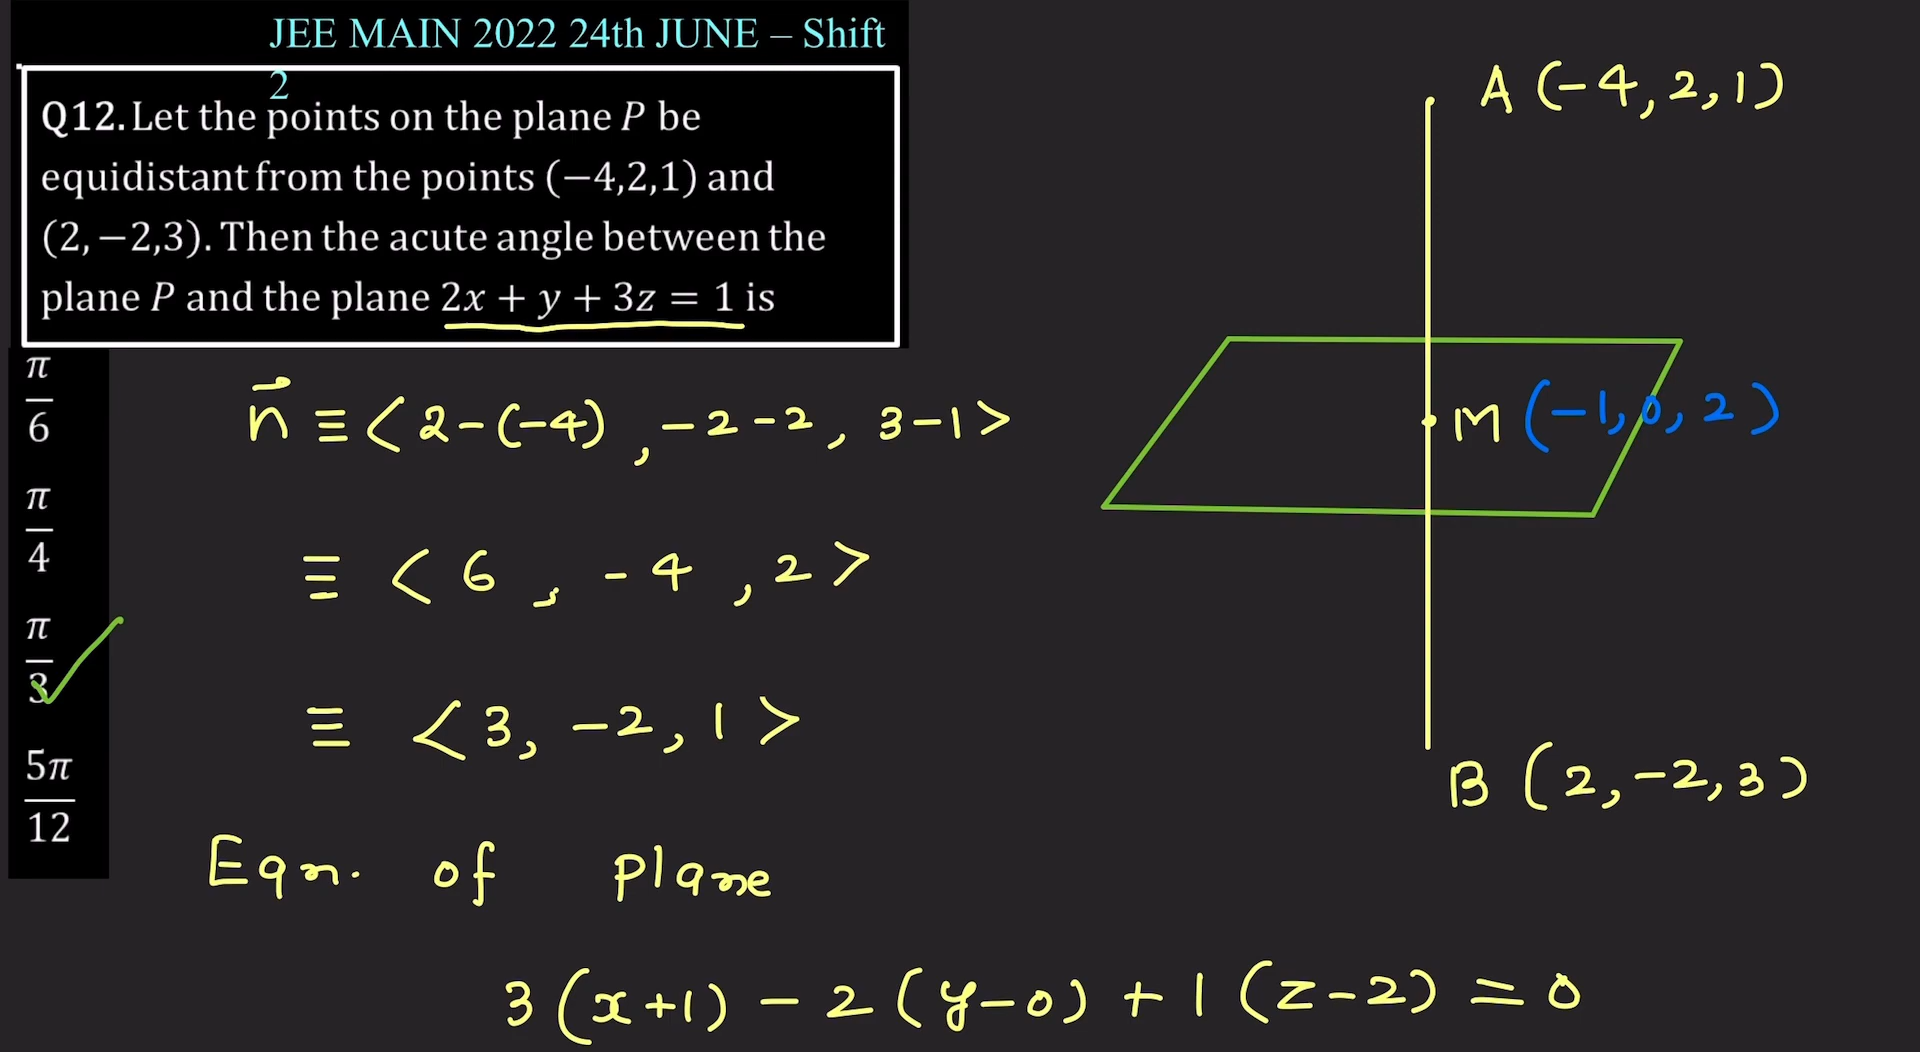 JEE MAIN 2022 24th JUNE – Shift
2
Q12. Let the points on the plane P be
equidistant from the points (−4,2,1) and
(2,−2,3). Then the acute angle between the
plane P and the plane 2x + y + 3z = 1 is
π/6
π/4
π/3
5π/12
n⃗ ≡ < 2-(-4), -2-2, 3-1 >
≡ < 6, -4, 2 >
≡ < 3, -2, 1 >
Eqn. of plane
3(x+1) - 2(y-0) + 1(z-2) = 0
A (-4, 2, 1)
M (-1, 0, 2)
B (2, -2, 3)